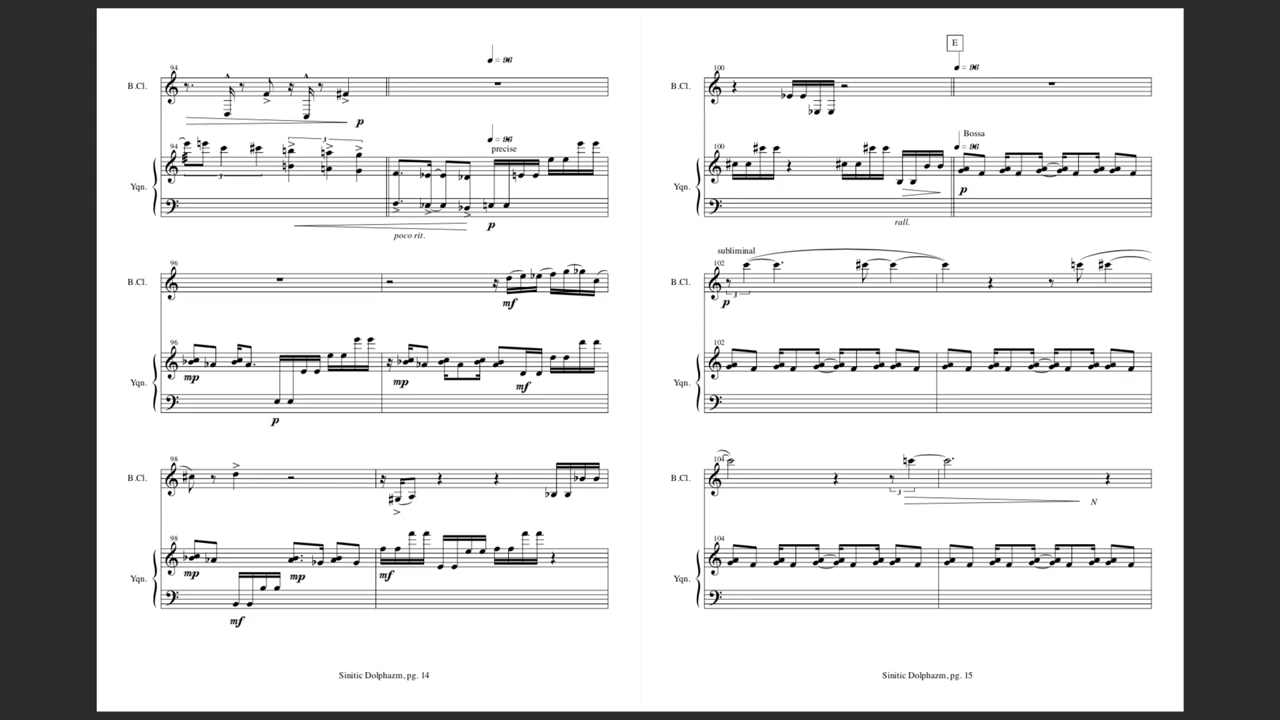 94
B.Cl.
p
= 96
94
= 96
precise
3
3
Yqn.
p
poco rit.
96
B.Cl.
mf
96
Yqn.
mp
p
mp
mf
98
B.Cl.
98
Yqn.
mp
mf
mp
mf
Sinitic Dolphazm, pg. 14
E
100
= 96
B.Cl.
Bossa
100
= 96
Yqn.
p
rall.
subliminal
102
B.Cl.
3
p
102
Yqn.
104
B.Cl.
3
N
104
Yqn.
Sinitic Dolphazm, pg. 15